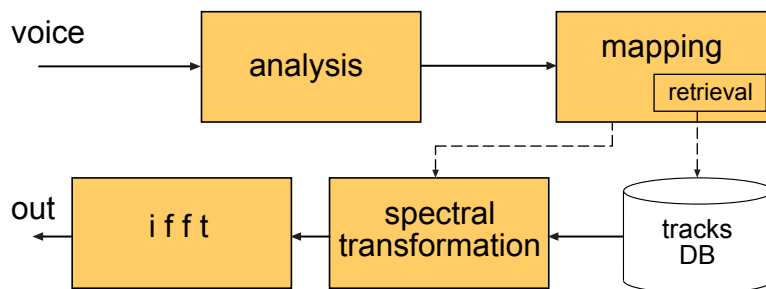 voice
analysis
mapping
retrieval
out
i f f t
spectral
transformation
tracks
DB